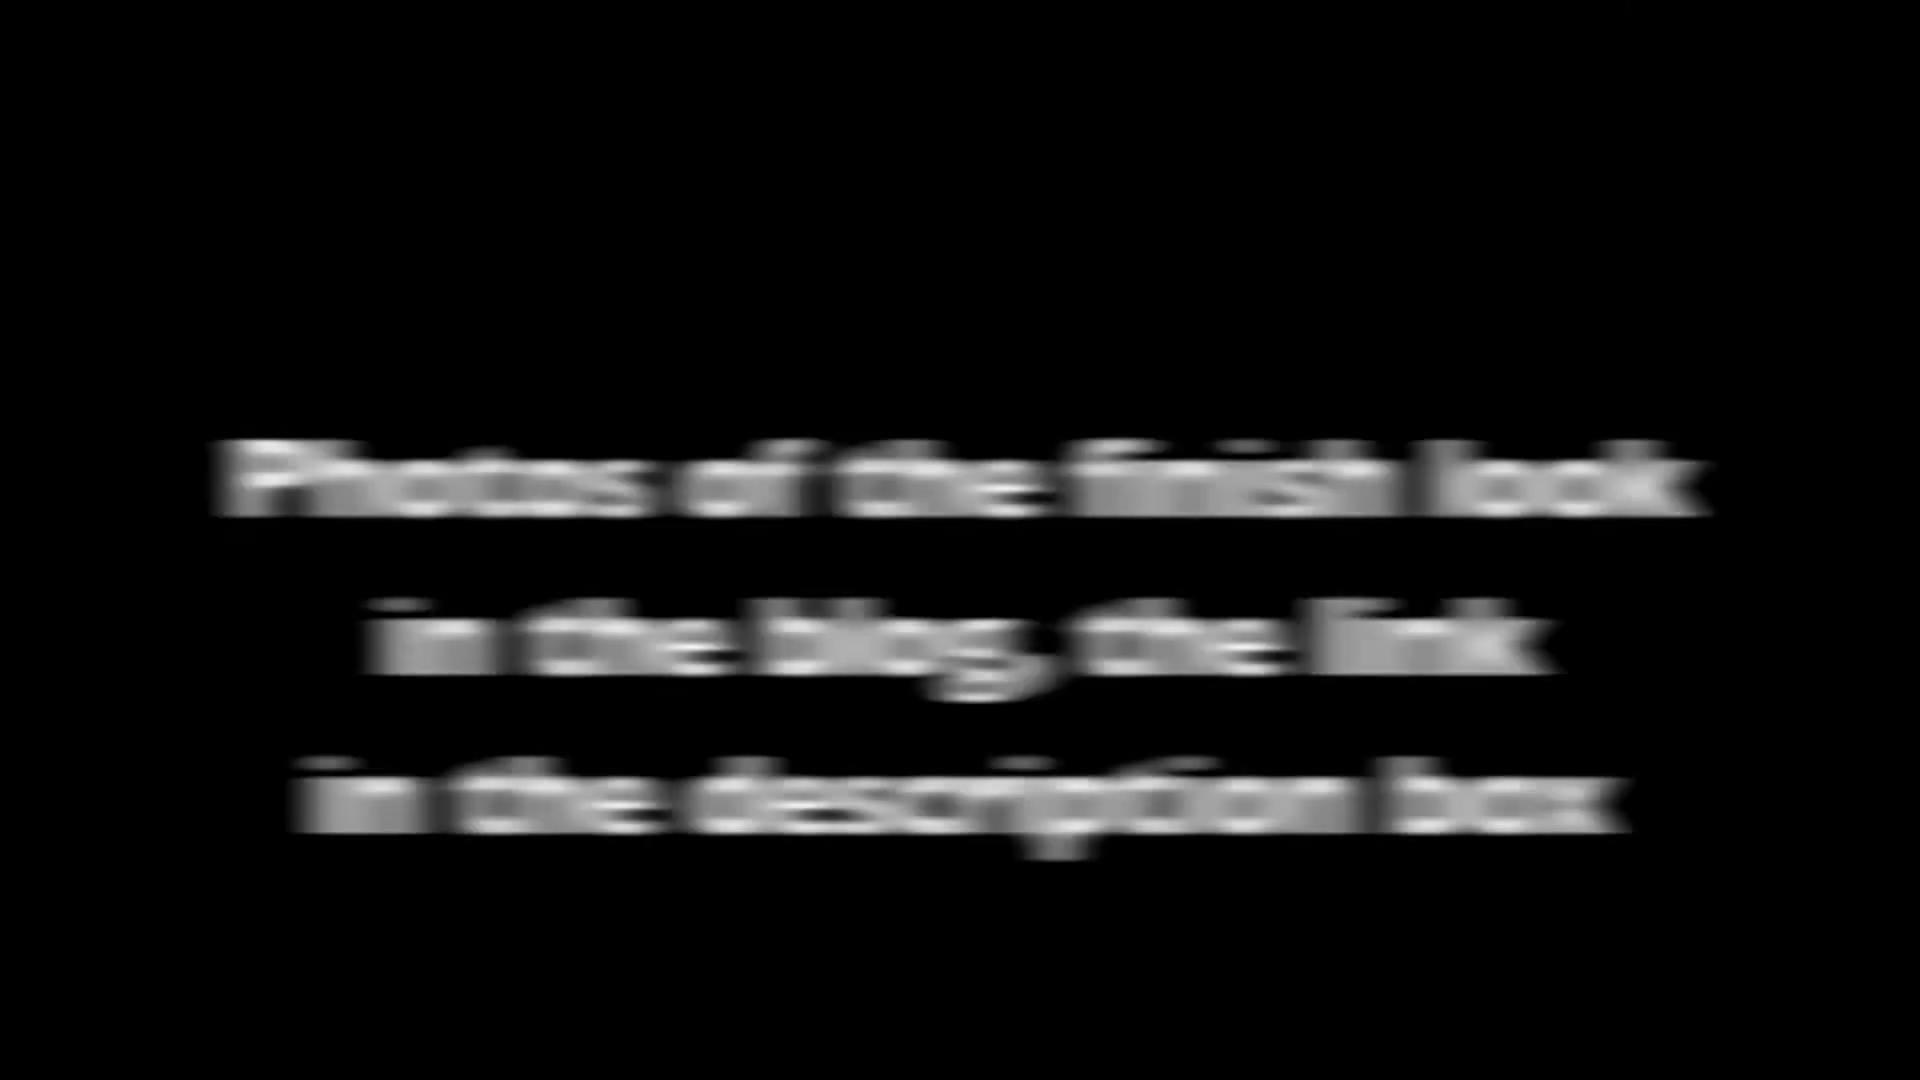 Photos of the finish look
in the blog, the link
in the description box